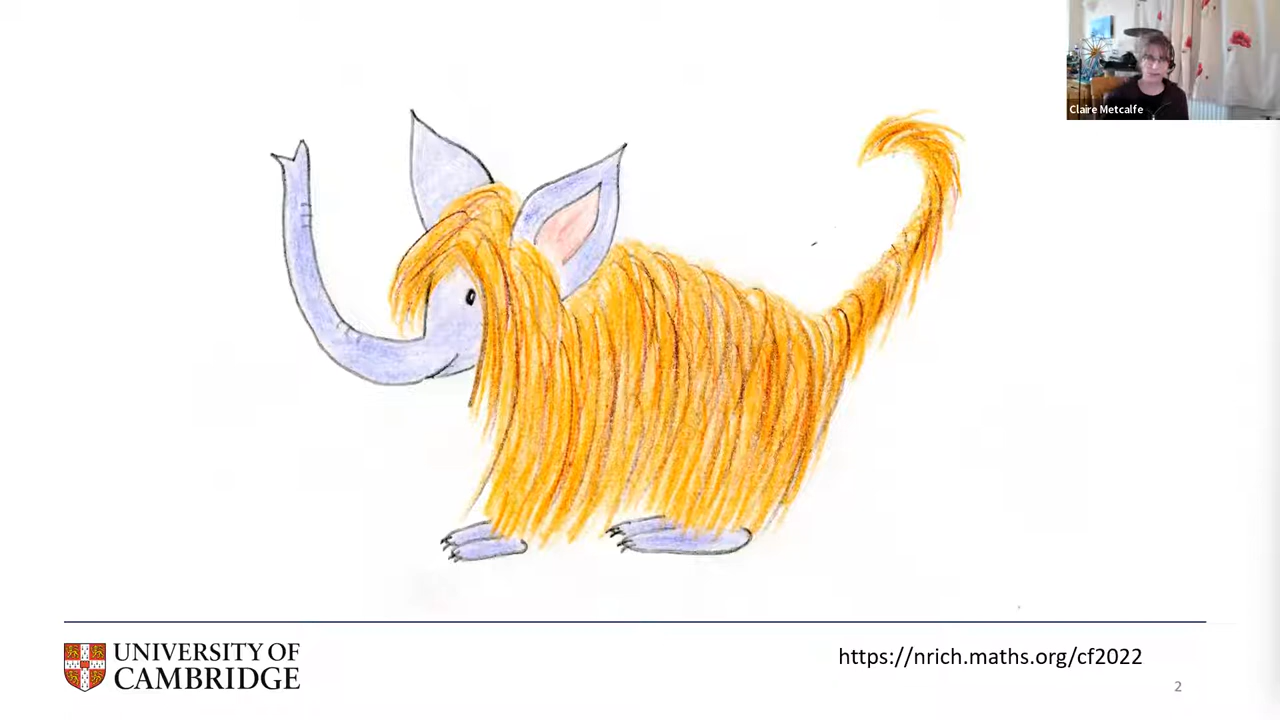 Claire Metcalfe
UNIVERSITY OF
CAMBRIDGE
https://nrich.maths.org/cf2022
2